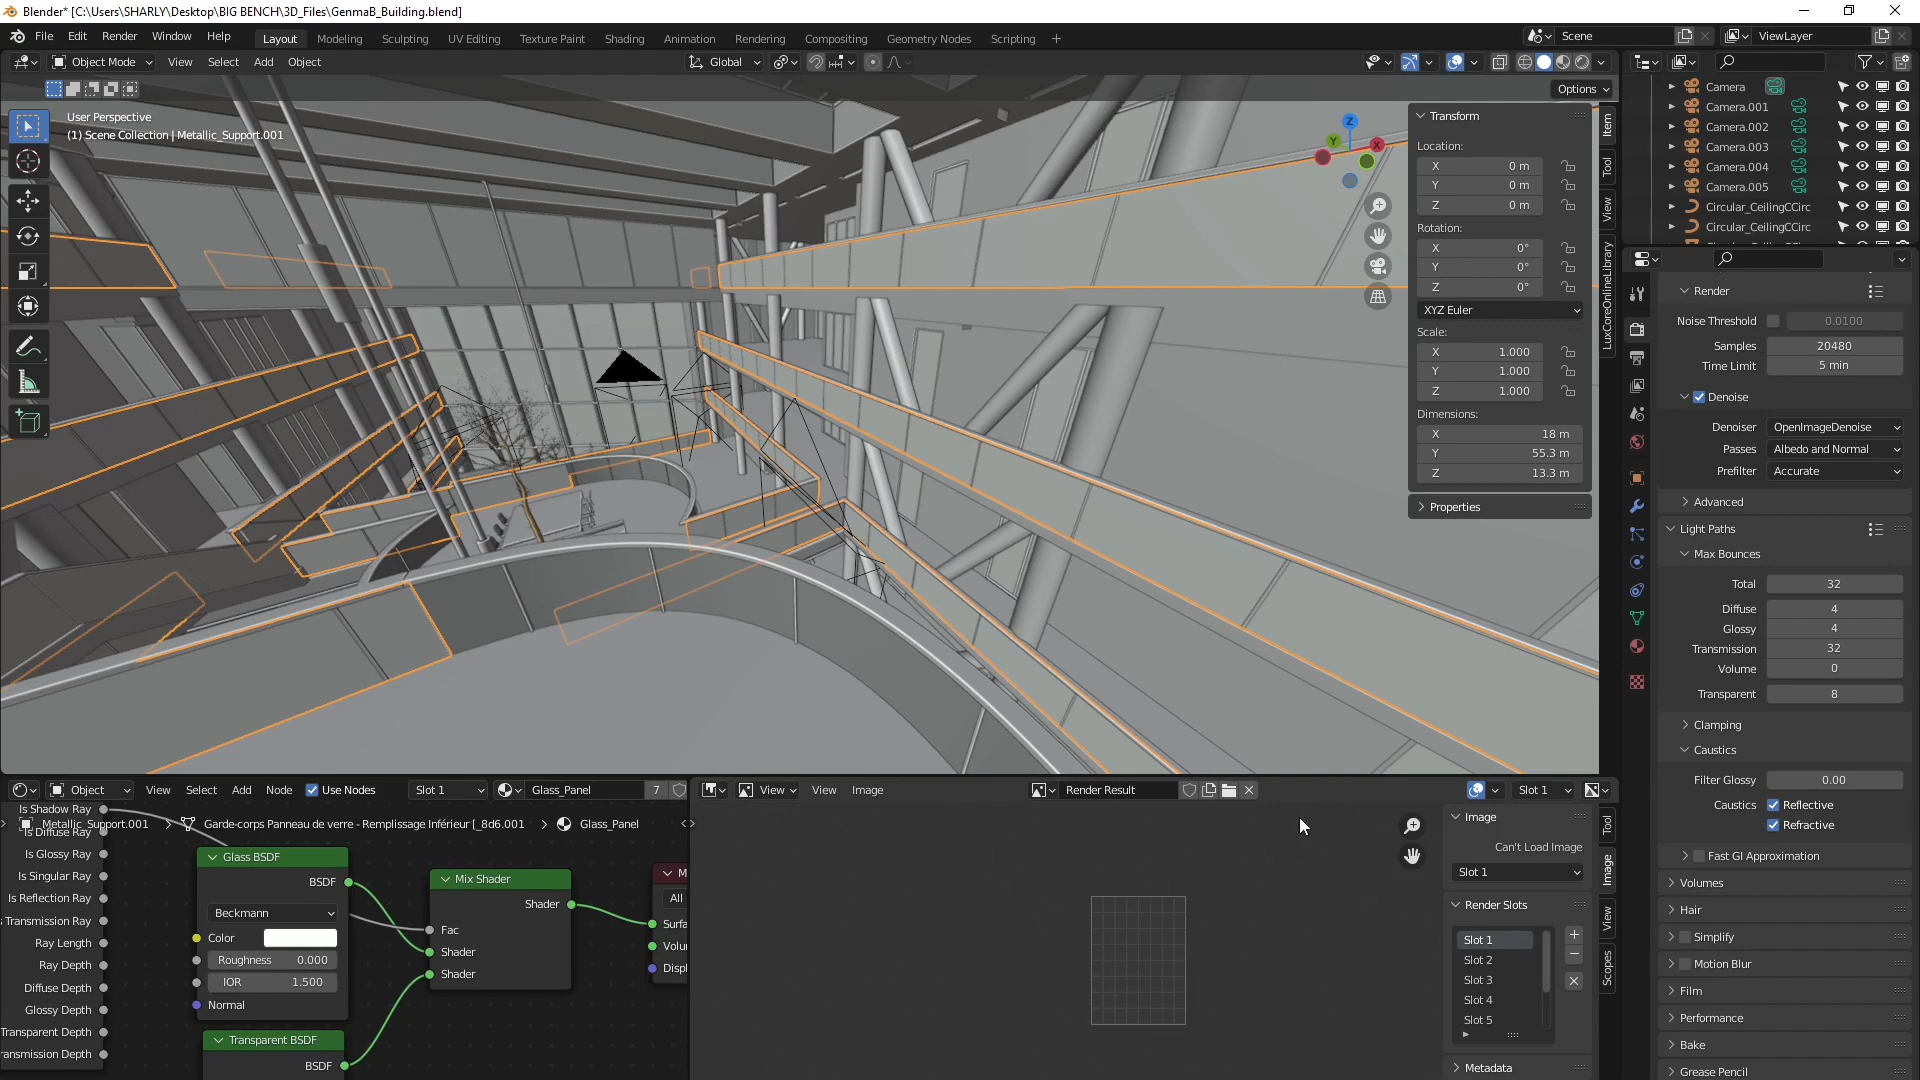 Blender* [C:\Users\SHARLY\Desktop\BIG BENCH\3D_Files\GenmaB_Building.blend]
File Edit Render Window Help
Layout Modeling Sculpting UV Editing Texture Paint Shading Animation Rendering Compositing Geometry Nodes Scripting +
Scene
ViewLayer
Object Mode View Select Add Object
Global
Options
User Perspective
(1) Scene Collection | Metallic_Support.001
Z
Y
X
Transform
Location:
X 0 m
Y 0 m
Z 0 m
Rotation:
X 0°
Y 0°
Z 0°
XYZ Euler
Scale:
X 1.000
Y 1.000
Z 1.000
Dimensions:
X 18 m
Y 55.3 m
Z 13.3 m
Properties
Item
Tool
View
LuxCoreOnlineLibrary
Camera
Camera.001
Camera.002
Camera.003
Camera.004
Camera.005
Circular_CeilingCCirc
Circular_CeilingCCirc
Render
Noise Threshold 0.0100
Samples 20480
Time Limit 5 min
Denoise
Denoiser OpenImageDenoise
Passes Albedo and Normal
Prefilter Accurate
Advanced
Light Paths
Max Bounces
Total 32
Diffuse 4
Glossy 4
Transmission 32
Volume 0
Transparent 8
Clamping
Caustics
Filter Glossy 0.00
Caustics Reflective
Refractive
Fast GI Approximation
Volumes
Hair
Simplify
Motion Blur
Film
Performance
Bake
Grease Pencil
Object View Select Add Node Use Nodes Slot 1 Glass_Panel 7
Metallic_Support.001 Garde-corps Panneau de verre - Remplissage Inférieur [_8d6.001 Glass_Panel
Is Shadow Ray
Is Diffuse Ray
Is Glossy Ray
Is Singular Ray
Is Reflection Ray
Transmission Ray
Ray Length
Ray Depth
Diffuse Depth
Glossy Depth
Transparent Depth
ransmission Depth
Glass BSDF
BSDF
Beckmann
Color
Roughness 0.000
IOR 1.500
Normal
Transparent BSDF
BSDF
Mix Shader
Shader
Fac
Shader
Shader
M
All
Surfa
Volur
Displ
View View Image
Render Result
Slot 1
Image
Can't Load Image
Slot 1
Render Slots
Slot 1
Slot 2
Slot 3
Slot 4
Slot 5
Metadata
Tool
Image
View
Scopes